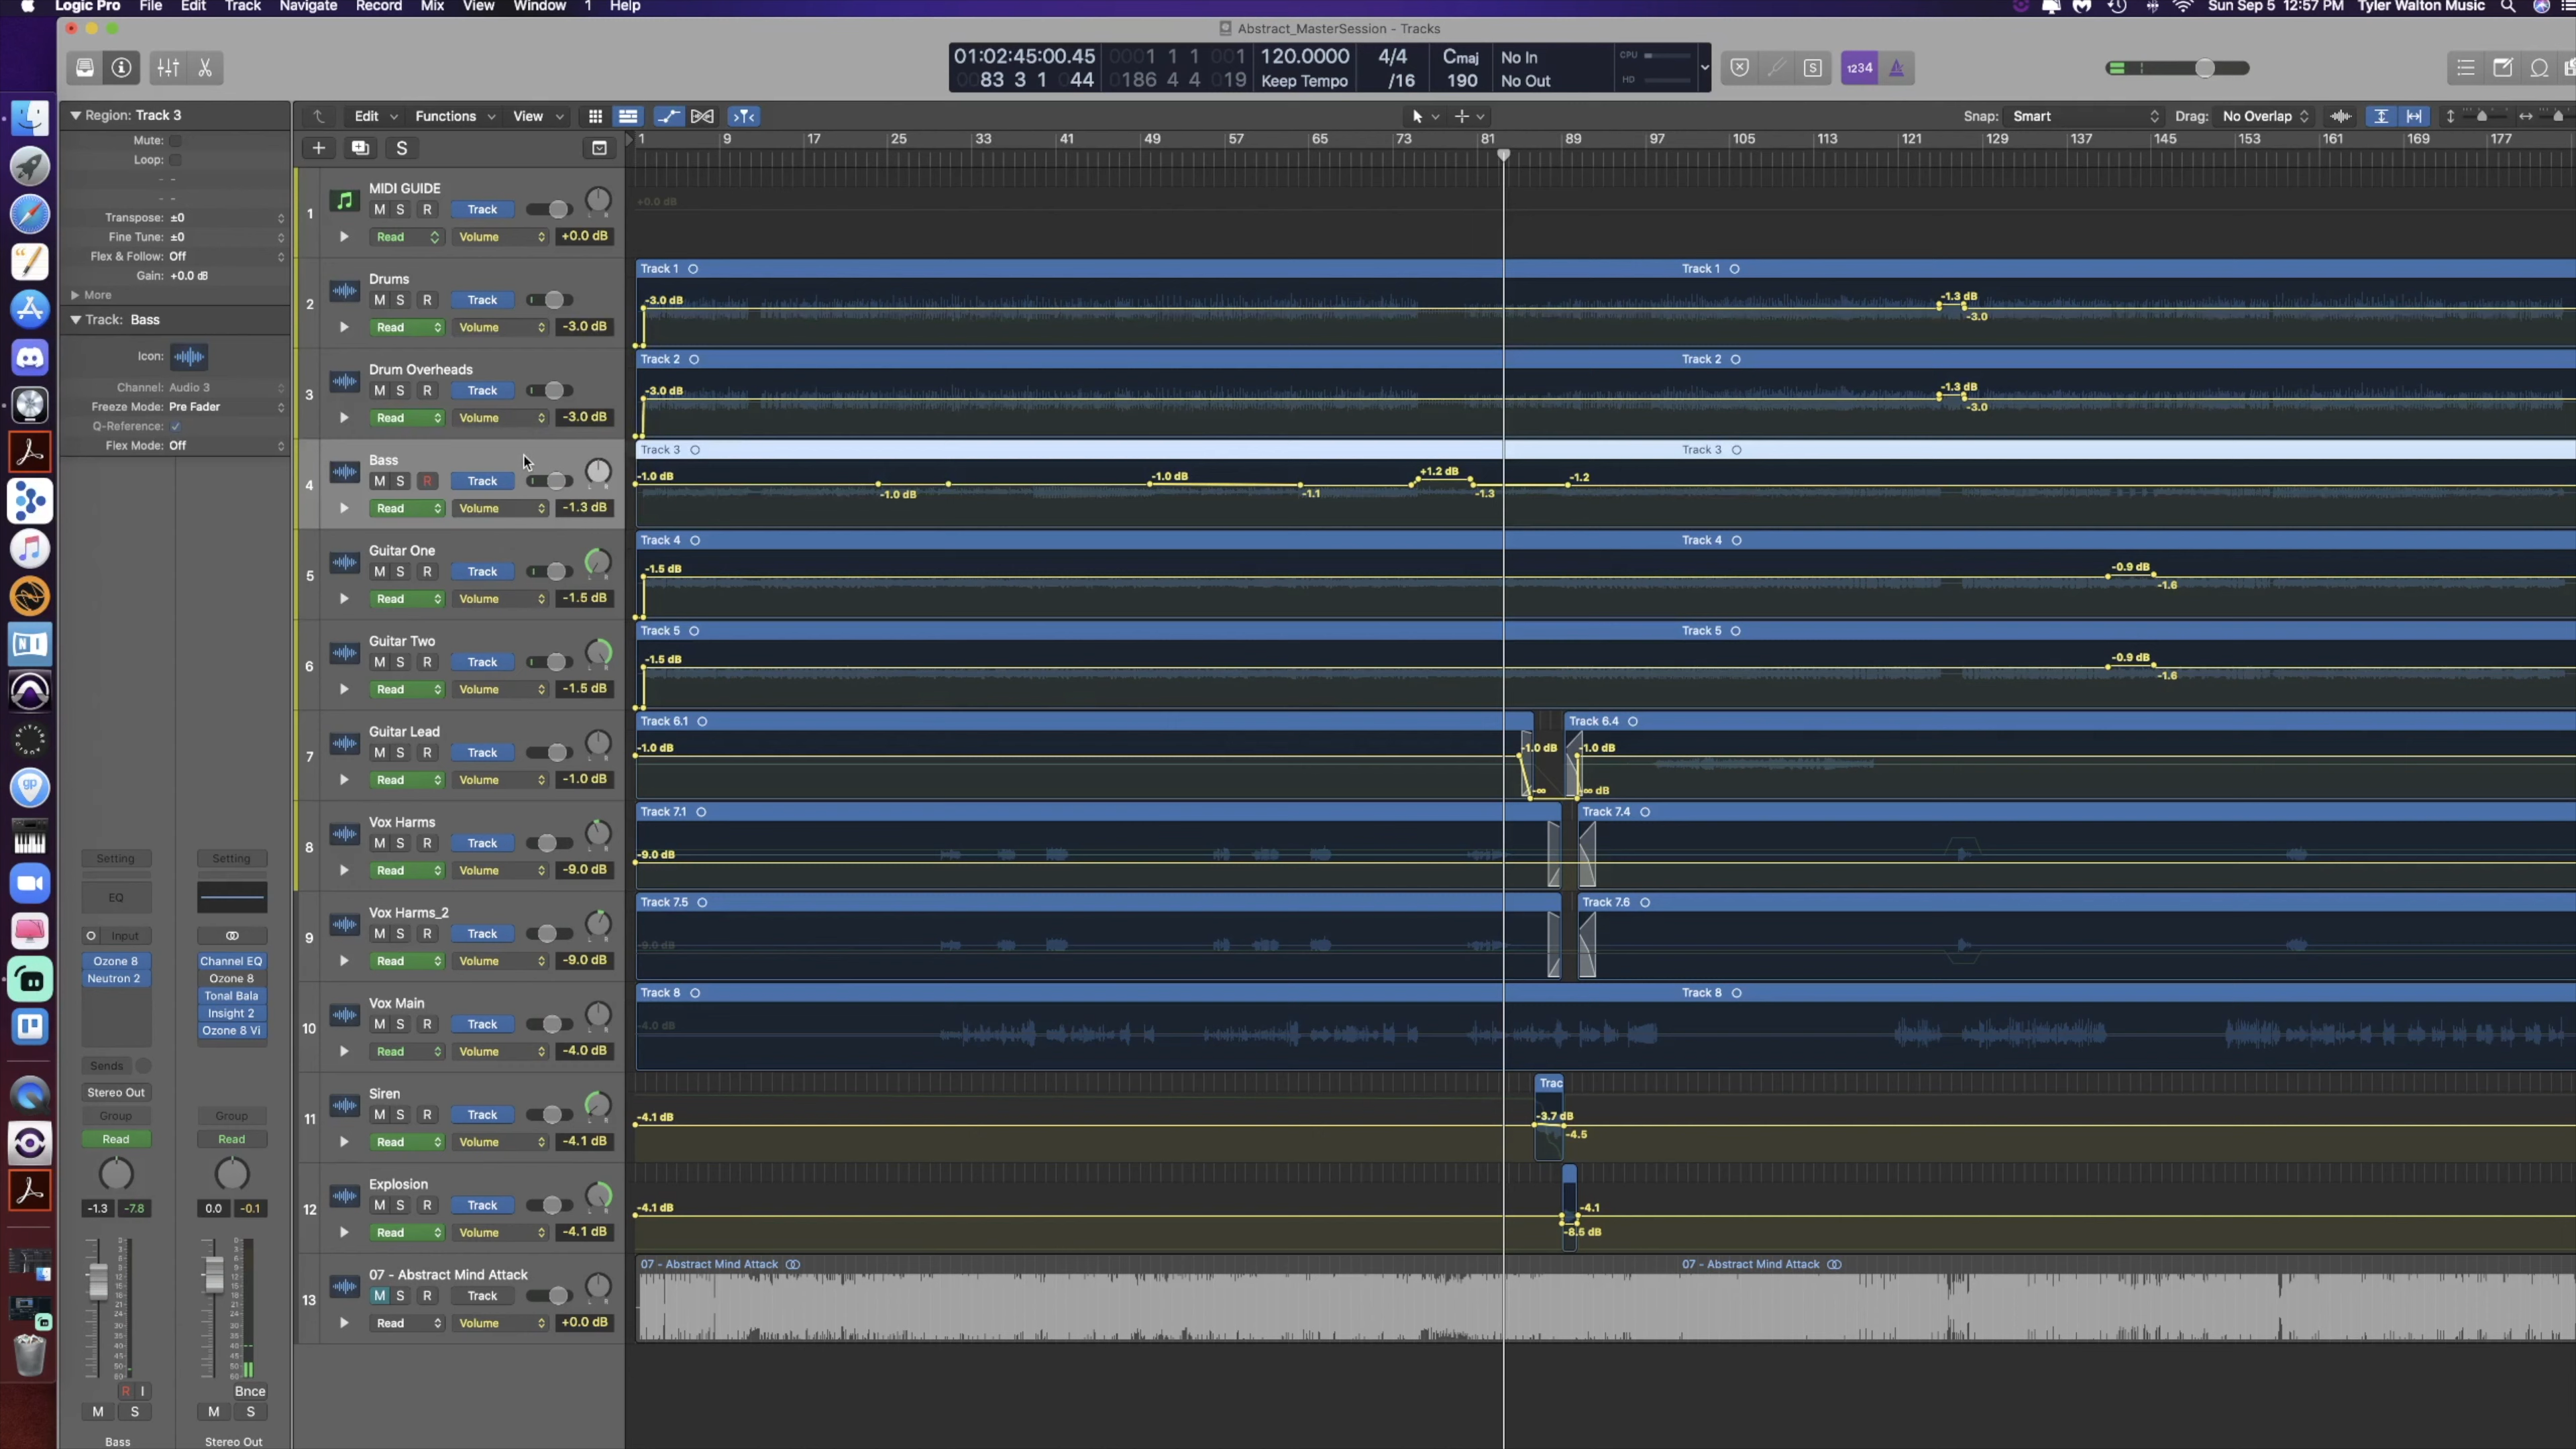 Logic Pro File Edit Track Navigate Record Mix View Window 1 Help
Sun Sep 5 12:57 PM Tyler Walton Music
Abstract_MasterSession - Tracks
01:02:45:00.45 0001 1 1 001 120.0000 4/4 Cmaj No In CPU
0083 3 1 044 0186 4 4 019 Keep Tempo /16 190 No Out HD
S 1234
Region: Track 3
Mute:
Loop:
Transpose: ±0
Fine Tune: ±0
Flex & Follow: Off
Gain: +0.0 dB
More
Track: Bass
Icon:
Channel: Audio 3
Freeze Mode: Pre Fader
Q-Reference: ✓
Flex Mode: Off
Setting Setting
EQ
Input
Ozone 8 Channel EQ
Neutron 2 Ozone 8
Tonal Bala
Insight 2
Ozone 8 Vi
Sends
Stereo Out
Group Group
Read Read
-1.3 -7.8 0.0 -0.1
R I Bnce
M S M S
Bass Stereo Out
Edit Functions View
Snap: Smart Drag: No Overlap
S
1 9 17 25 33 41 49 57 65 73 81 89 97 105 113 121 129 137 145 153 161 169 177
1 MIDI GUIDE
M S R Track
Read Volume +0.0 dB
+0.0 dB
2 Drums
M S R Track
Read Volume -3.0 dB
Track 1 Track 1
-3.0 dB -1.3 dB -3.0
3 Drum Overheads
M S R Track
Read Volume -3.0 dB
Track 2 Track 2
-3.0 dB -1.3 dB -3.0
4 Bass
M S R Track
Read Volume -1.3 dB
Track 3 Track 3
-1.0 dB -1.0 dB -1.0 dB -1.1 +1.2 dB -1.3 -1.2
5 Guitar One
M S R Track
Read Volume -1.5 dB
Track 4 Track 4
-1.5 dB -0.9 dB -1.6
6 Guitar Two
M S R Track
Read Volume -1.5 dB
Track 5 Track 5
-1.5 dB -0.9 dB -1.6
7 Guitar Lead
M S R Track
Read Volume -1.0 dB
Track 6.1 Track 6.4
-1.0 dB -1.0 dB -1.0 dB
-∞ -∞ dB
8 Vox Harms
M S R Track
Read Volume -9.0 dB
Track 7.1 Track 7.4
-9.0 dB
9 Vox Harms_2
M S R Track
Read Volume -9.0 dB
Track 7.5 Track 7.6
-9.0 dB
10 Vox Main
M S R Track
Read Volume -4.0 dB
Track 8 Track 8
-4.0 dB
11 Siren
M S R Track
Read Volume -4.1 dB
Trac
-4.1 dB -3.7 dB -4.5
12 Explosion
M S R Track
Read Volume -4.1 dB
-4.1 dB -4.1
-8.6 dB
13 07 - Abstract Mind Attack
M S R Track
Read Volume +0.0 dB
07 - Abstract Mind Attack 07 - Abstract Mind Attack